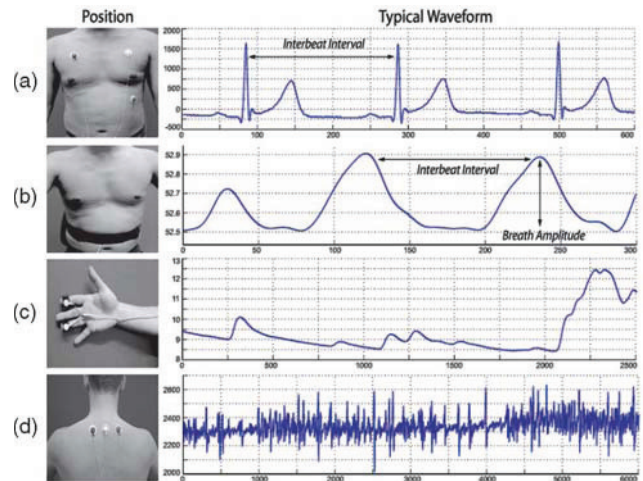 Position
Typical Waveform
(a)
2000
1500
1000
500
0
-500
Interbeat Interval
0 100 200 300 400 500 600
(b)
52.9
52.7
52.6
52.5
Interbeat Interval
Breath Amplitude
0 50 100 150 200 250 300
(c)
13
12
11
10
9
8
0 500 1000 1500 2000 2500
(d)
2600
2400
2200
2000
0 1000 2000 3000 4000 5000 6000